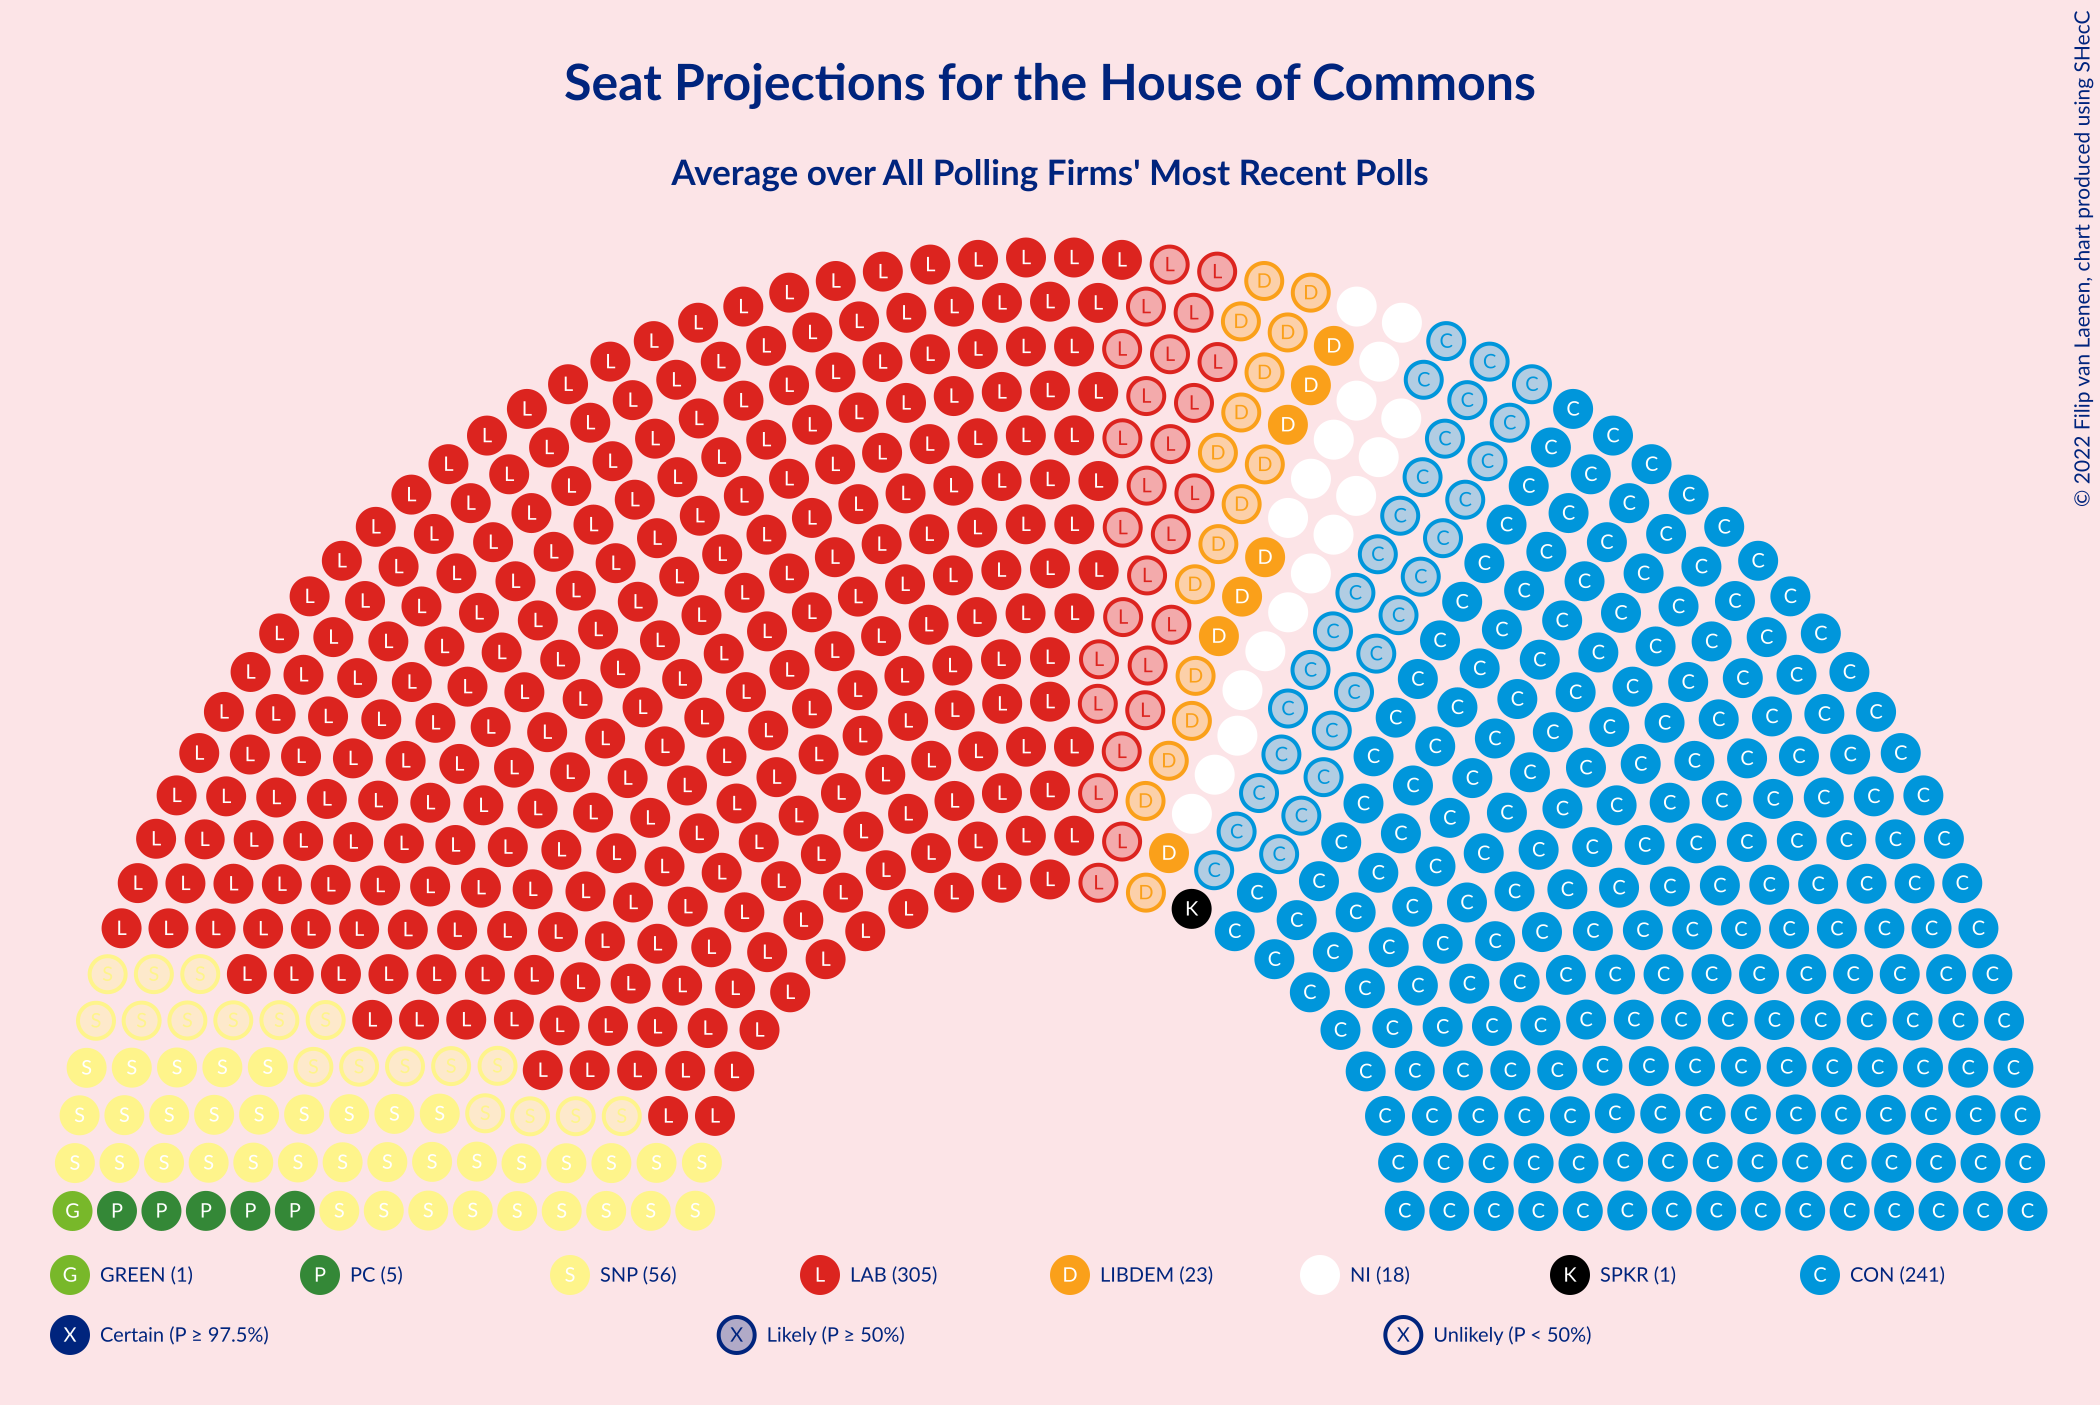 Seat Projections for the House of Commons
Average over All Polling Firms' Most Recent Polls
© 2022 Filip van Laenen, chart produced using SHecC
G GREEN (1) P PC (5) S SNP (56) L LAB (305) D LIBDEM (23) NI (18) K SPKR (1) C CON (241)
X Certain (P ≥ 97.5%) X Likely (P ≥ 50%) X Unlikely (P < 50%)